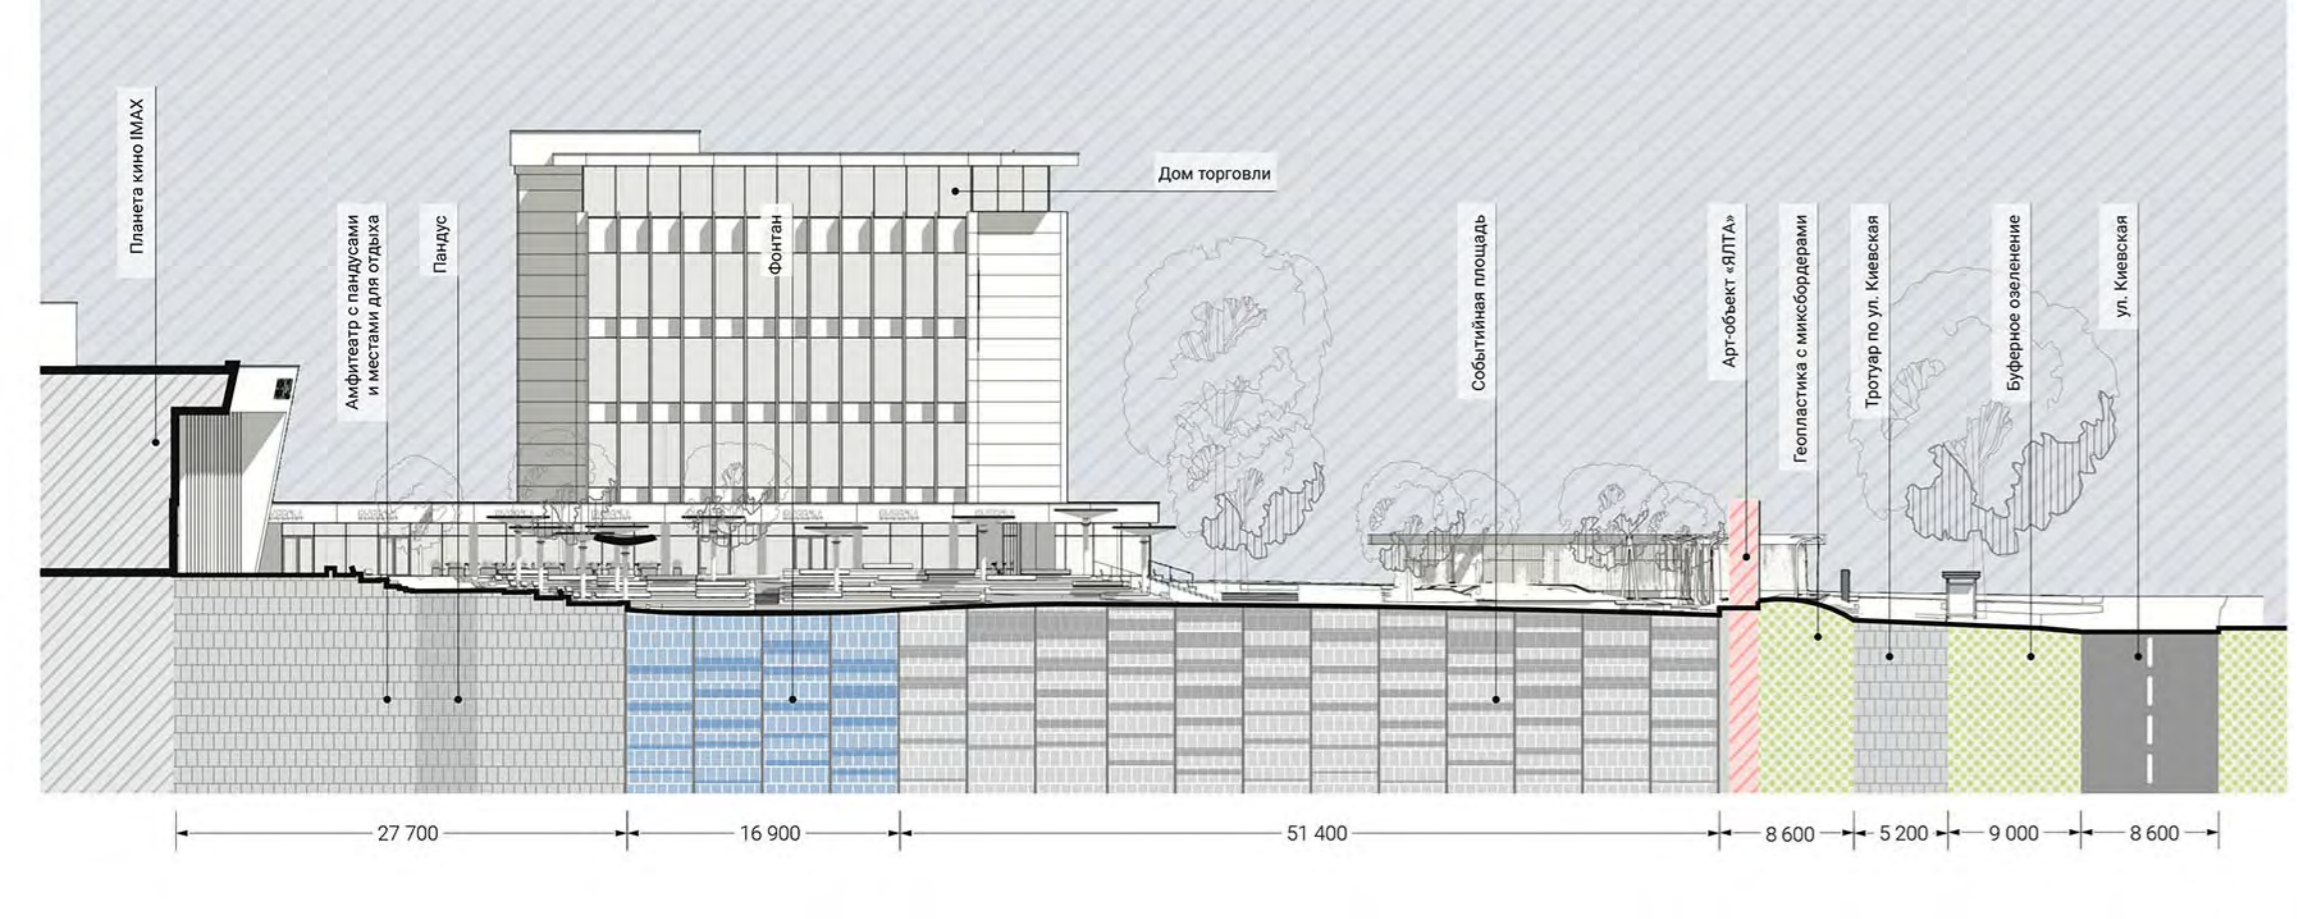 Планета кино IMAX
Амфитеатр с пандусами
и местами для отдыха
Пандус
Фонтан
Дом торговли
Событийная площадь
Арт-объект «ЯЛТА»
Геопластика с миксбордерами
Тротуар по ул. Киевская
Буферное озеленение
ул. Киевская
27 700
16 900
51 400
8 600
5 200
9 000
8 600